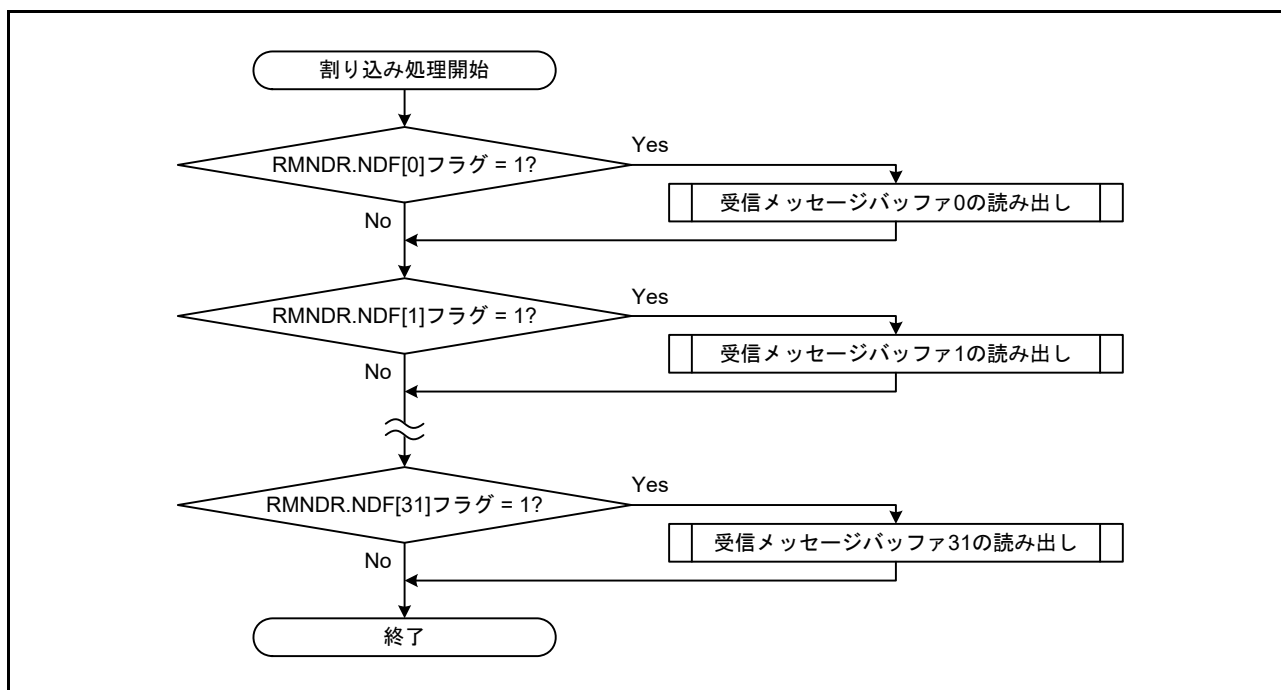 割り込み処理開始
RMNDR.NDF[0]フラグ = 1?
Yes
受信メッセージバッファ0の読み出し
No
RMNDR.NDF[1]フラグ = 1?
Yes
受信メッセージバッファ1の読み出し
No
RMNDR.NDF[31]フラグ = 1?
Yes
受信メッセージバッファ31の読み出し
No
終了